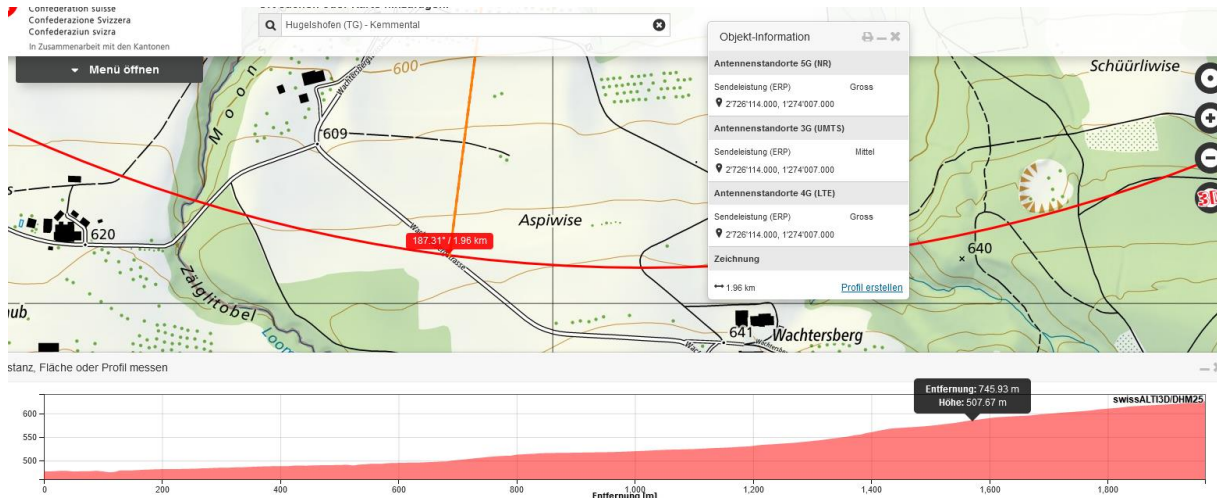 Confédération suisse
Confederazione Svizzera
Confederaziun svizra
In Zusammenarbeit mit den Kantonen
Hugelshofen (TG) - Kemmental
Menü öffnen
Objekt-Information
Antennenstandorte 5G (NR)
Sendeleistung (ERP) Gross
2'726'114.000, 1'274'007.000
Antennenstandorte 3G (UMTS)
Sendeleistung (ERP) Mittel
2'726'114.000, 1'274'007.000
Antennenstandorte 4G (LTE)
Sendeleistung (ERP) Gross
2'726'114.000, 1'274'007.000
Zeichnung
1.96 km Profil erstellen
600
Schüürliwise
Moon
609
3D
Aspiwise
620
187.31° / 1.96 km
640
Zälglitobel
641
Wachtersberg
Loom
stanz, Fläche oder Profil messen
Entfernung: 745.93 m
Höhe: 507.67 m
swissALTI3D/DHM25
600
550
500
0 200 400 600 800 1,000 1,200 1,400 1,600 1,800
Entfernung [m]